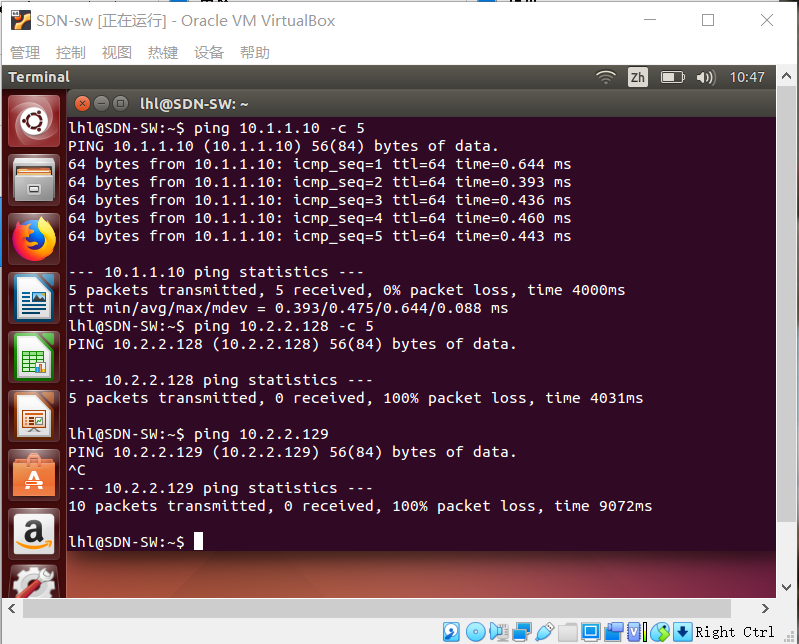 SDN-sw [正在运行] - Oracle VM VirtualBox
管理 控制 视图 热键 设备 帮助
Terminal Zh 10:47
lhl@SDN-SW: ~
lhl@SDN-SW:~$ ping 10.1.1.10 -c 5
PING 10.1.1.10 (10.1.1.10) 56(84) bytes of data.
64 bytes from 10.1.1.10: icmp_seq=1 ttl=64 time=0.644 ms
64 bytes from 10.1.1.10: icmp_seq=2 ttl=64 time=0.393 ms
64 bytes from 10.1.1.10: icmp_seq=3 ttl=64 time=0.436 ms
64 bytes from 10.1.1.10: icmp_seq=4 ttl=64 time=0.460 ms
64 bytes from 10.1.1.10: icmp_seq=5 ttl=64 time=0.443 ms
--- 10.1.1.10 ping statistics ---
5 packets transmitted, 5 received, 0% packet loss, time 4000ms
rtt min/avg/max/mdev = 0.393/0.475/0.644/0.088 ms
lhl@SDN-SW:~$ ping 10.2.2.128 -c 5
PING 10.2.2.128 (10.2.2.128) 56(84) bytes of data.
--- 10.2.2.128 ping statistics ---
5 packets transmitted, 0 received, 100% packet loss, time 4031ms
lhl@SDN-SW:~$ ping 10.2.2.129
PING 10.2.2.129 (10.2.2.129) 56(84) bytes of data.
^C
--- 10.2.2.129 ping statistics ---
10 packets transmitted, 0 received, 100% packet loss, time 9072ms
lhl@SDN-SW:~$
Right Ctrl